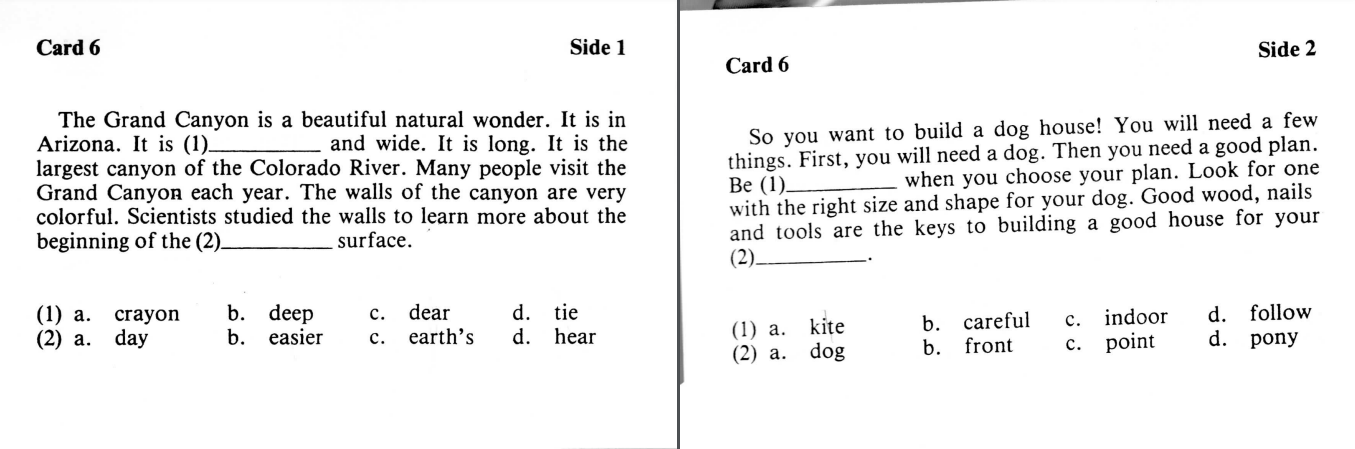 Card 6
Side 1
The Grand Canyon is a beautiful natural wonder. It is in
Arizona. It is (1)__________ and wide. It is long. It is the
largest canyon of the Colorado River. Many people visit the
Grand Canyon each year. The walls of the canyon are very
colorful. Scientists studied the walls to learn more about the
beginning of the (2)__________ surface.
(1) a. crayon b. deep c. dear d. tie
(2) a. day b. easier c. earth's d. hear
Card 6
Side 2
So you want to build a dog house! You will need a few
things. First, you will need a dog. Then you need a good plan.
Be (1)__________ when you choose your plan. Look for one
with the right size and shape for your dog. Good wood, nails
and tools are the keys to building a good house for your
(2)__________.
(1) a. kite b. careful c. indoor d. follow
(2) a. dog b. front c. point d. pony